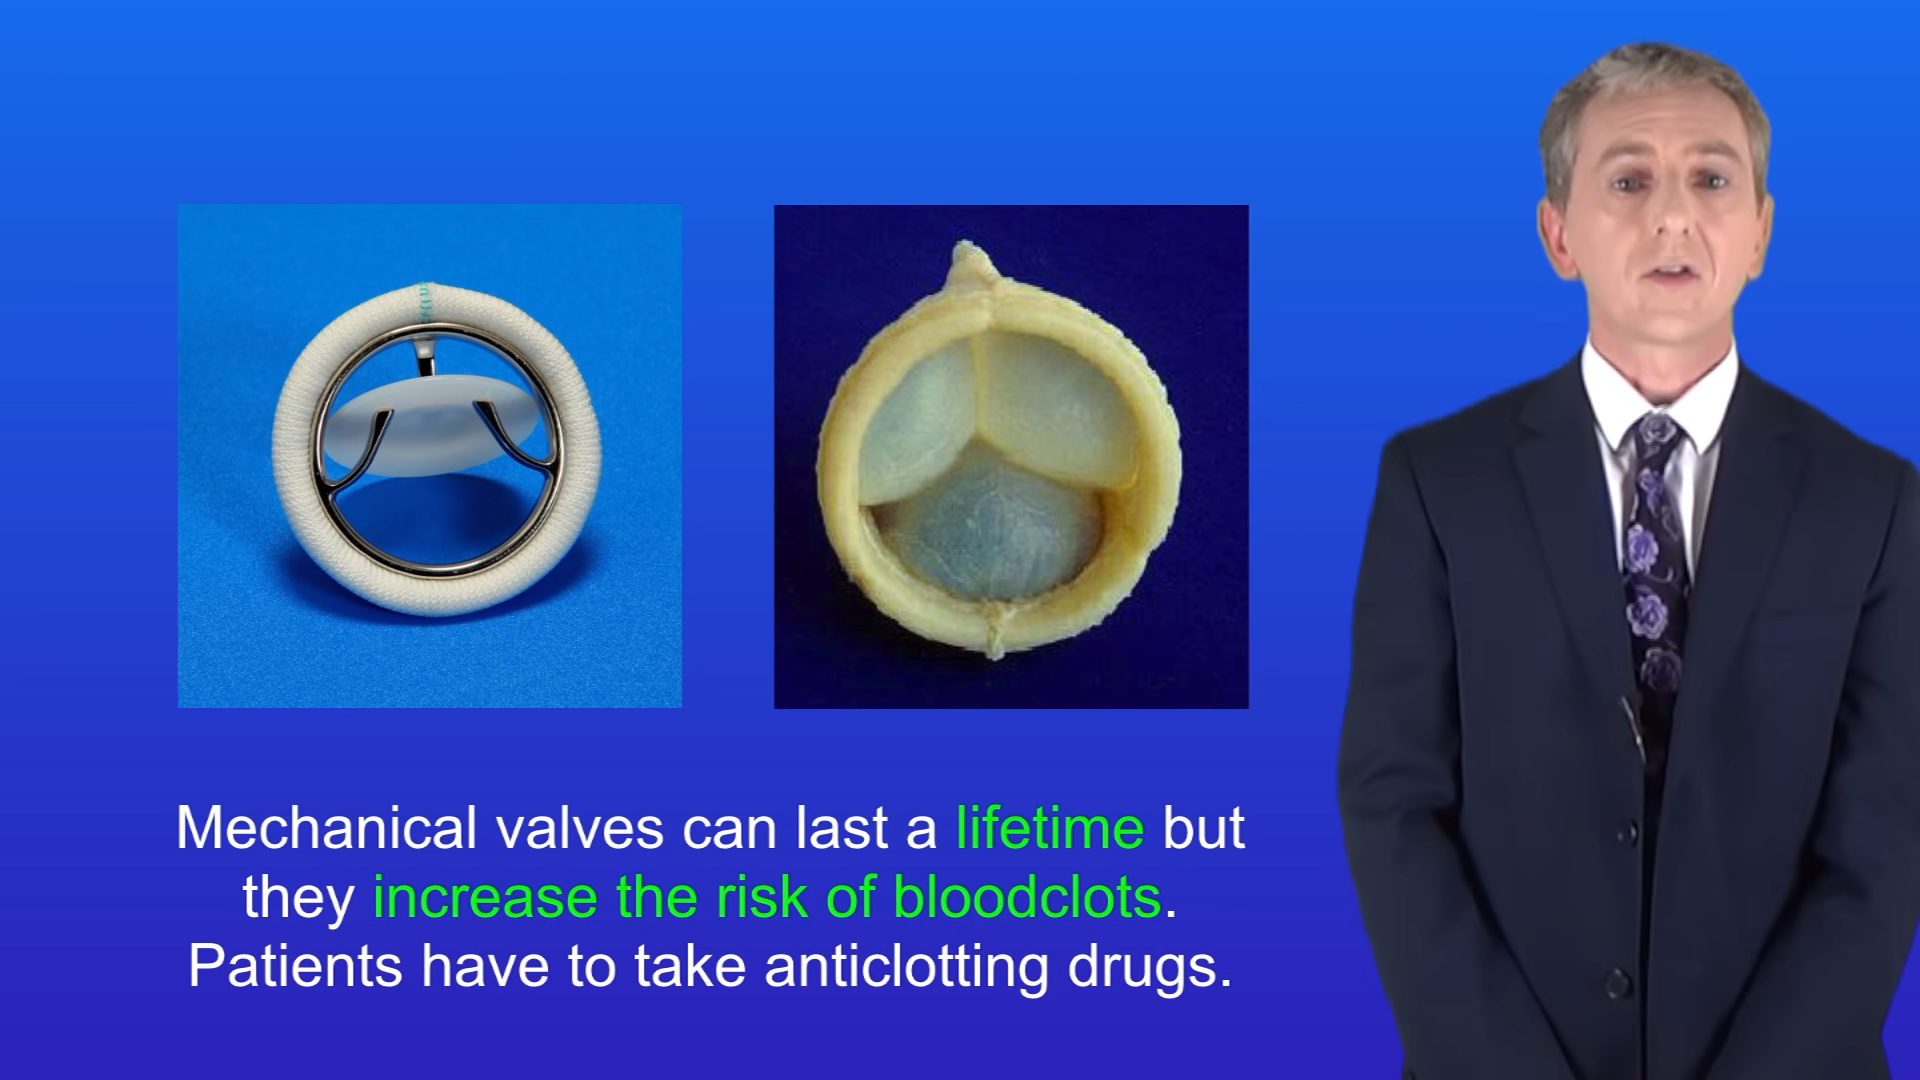 Mechanical valves can last a lifetime but
they increase the risk of bloodclots.
Patients have to take anticlotting drugs.